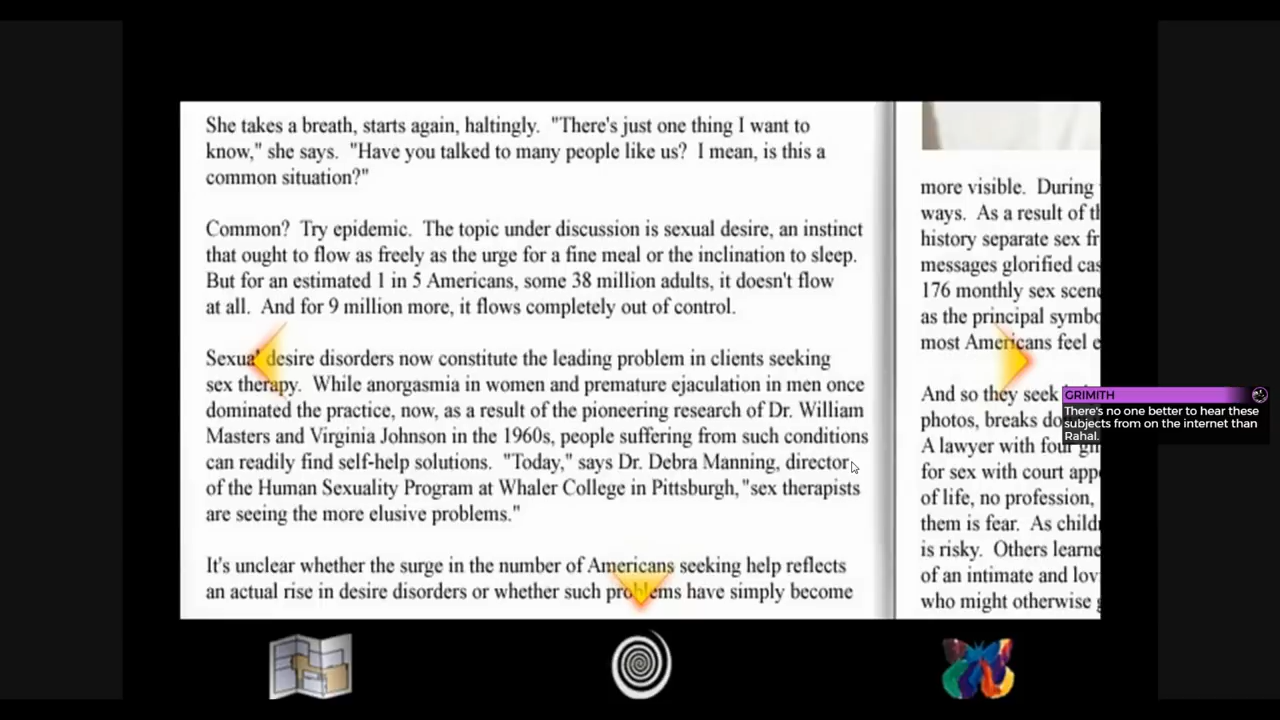 She takes a breath, starts again, haltingly.  "There's just one thing I want to
know," she says.  "Have you talked to many people like us?  I mean, is this a
common situation?"
Common?  Try epidemic.  The topic under discussion is sexual desire, an instinct
that ought to flow as freely as the urge for a fine meal or the inclination to sleep.
But for an estimated 1 in 5 Americans, some 38 million adults, it doesn't flow
at all.  And for 9 million more, it flows completely out of control.
Sexual desire disorders now constitute the leading problem in clients seeking
sex therapy.  While anorgasmia in women and premature ejaculation in men once
dominated the practice, now, as a result of the pioneering research of Dr. William
Masters and Virginia Johnson in the 1960s, people suffering from such conditions
can readily find self-help solutions.  "Today," says Dr. Debra Manning, director
of the Human Sexuality Program at Whaler College in Pittsburgh, "sex therapists
are seeing the more elusive problems."
It's unclear whether the surge in the number of Americans seeking help reflects
an actual rise in desire disorders or whether such problems have simply become
more visible.  During
ways.  As a result of
history separate sex
messages glorified
176 monthly sex
as the principal
most Americans feel
And so they seek
photos, breaks
A lawyer with four
for sex with court
of life, no profession,
them is fear.  As
is risky.  Others
of an intimate and
who might otherwise
GRIMITH
There's no one better to hear these
subjects from on the internet than
Rahal.